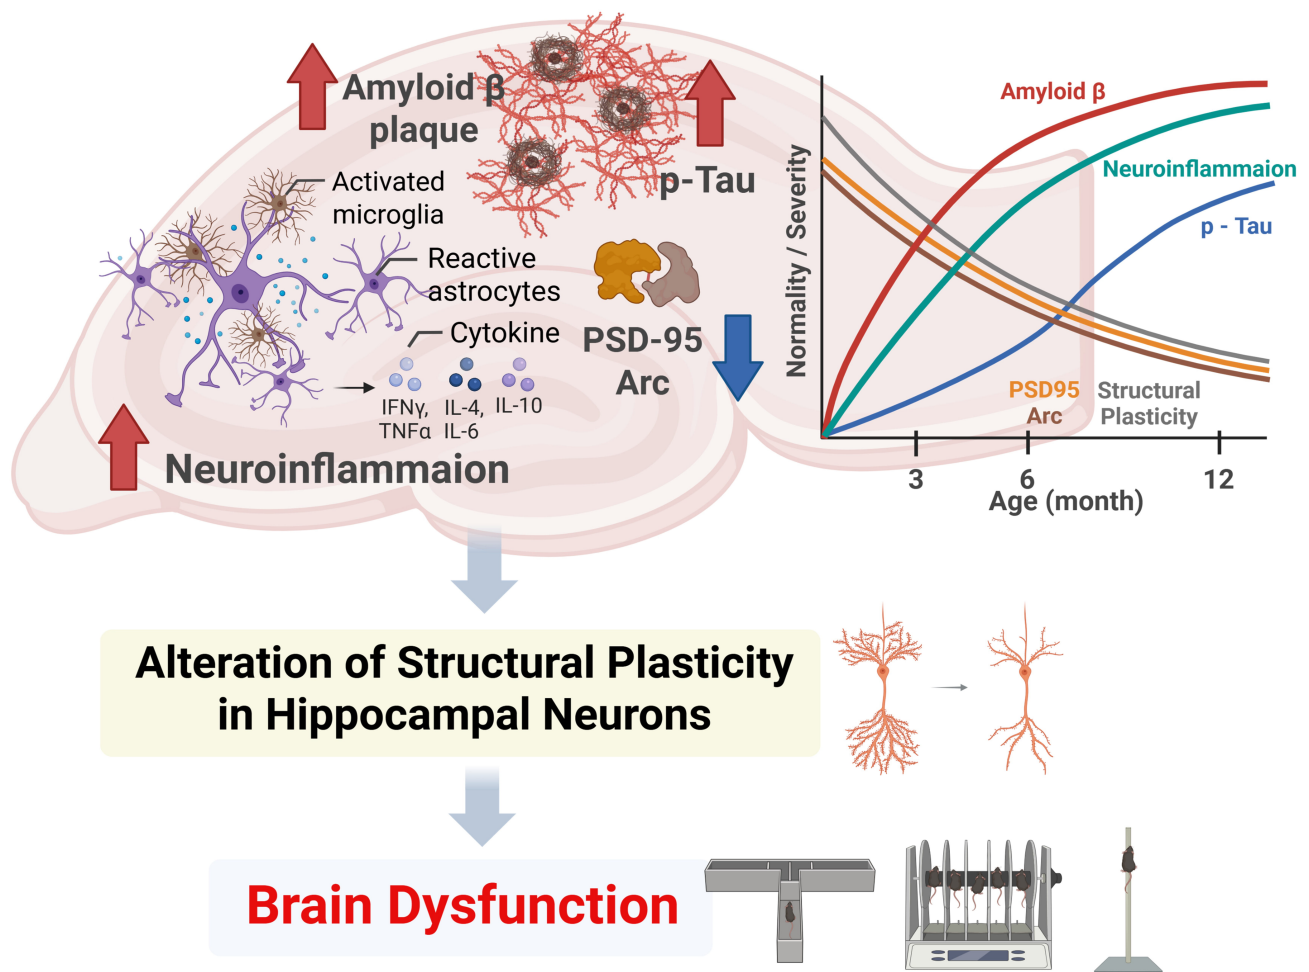 Amyloid β
plaque
p-Tau
Activated
microglia
Reactive
astrocytes
Cytokine
IFNγ,
TNFα
IL-4,
IL-6
IL-10
PSD-95
Arc
Neuroinflammaion
Normality / Severity
Amyloid β
Neuroinflammaion
p - Tau
PSD95
Arc
Structural
Plasticity
3
6
12
Age (month)
Alteration of Structural Plasticity
in Hippocampal Neurons
Brain Dysfunction